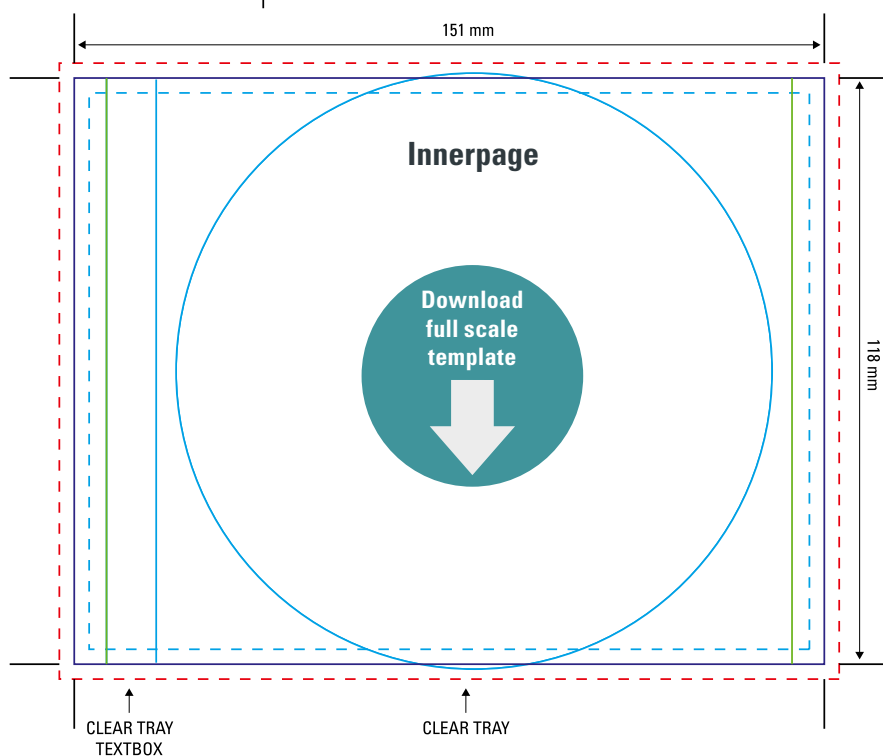 151 mm
Innerpage
Download
full scale
template
118 mm
CLEAR TRAY
TEXTBOX
CLEAR TRAY